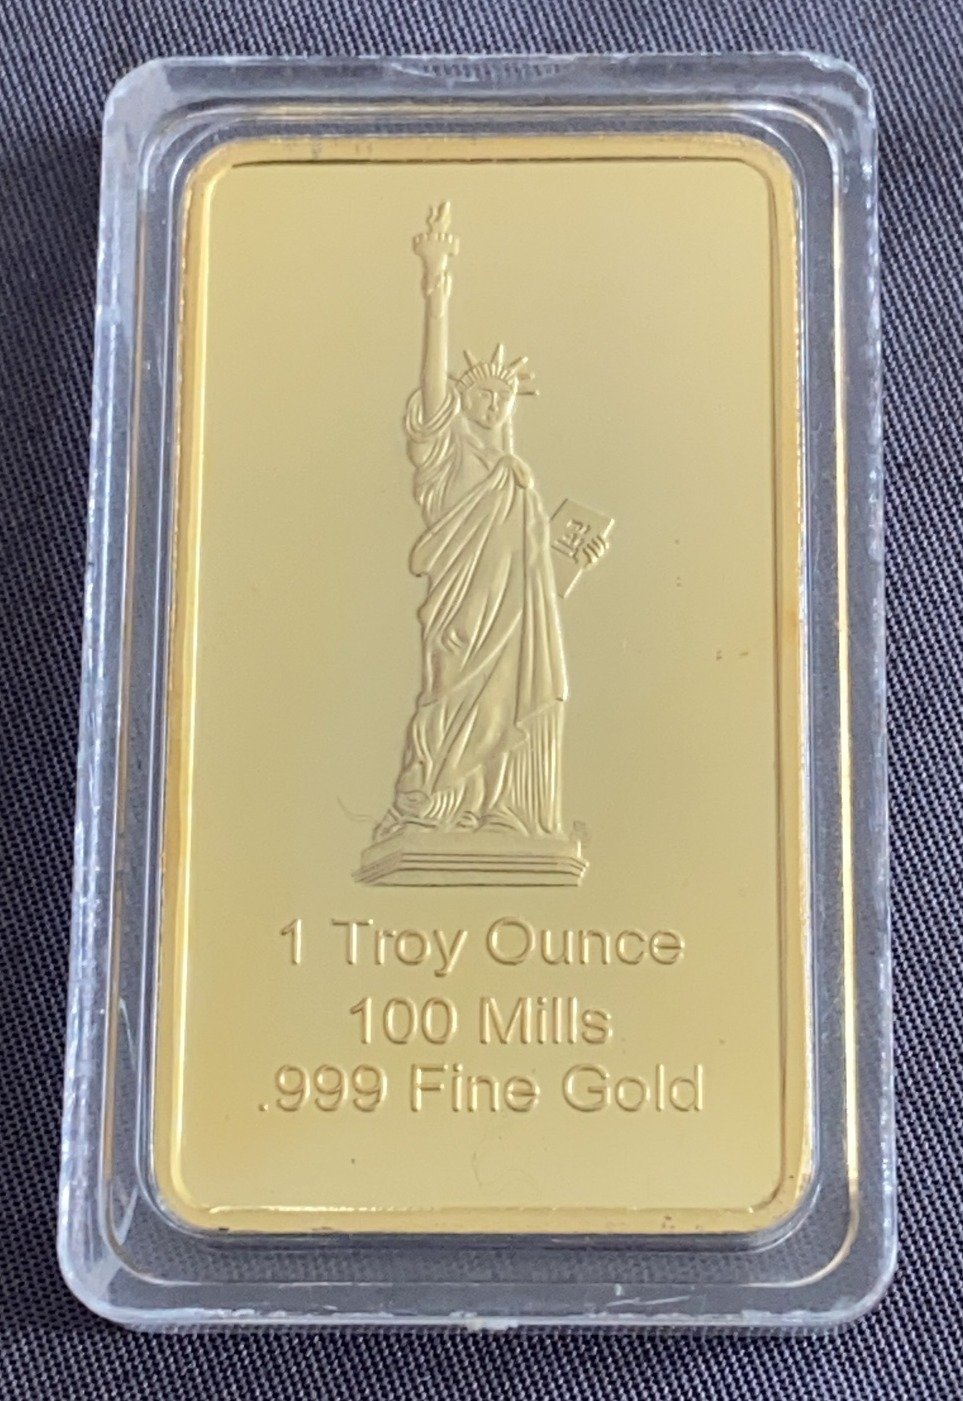 1 Troy Ounce
100 Mills
.999 Fine Gold